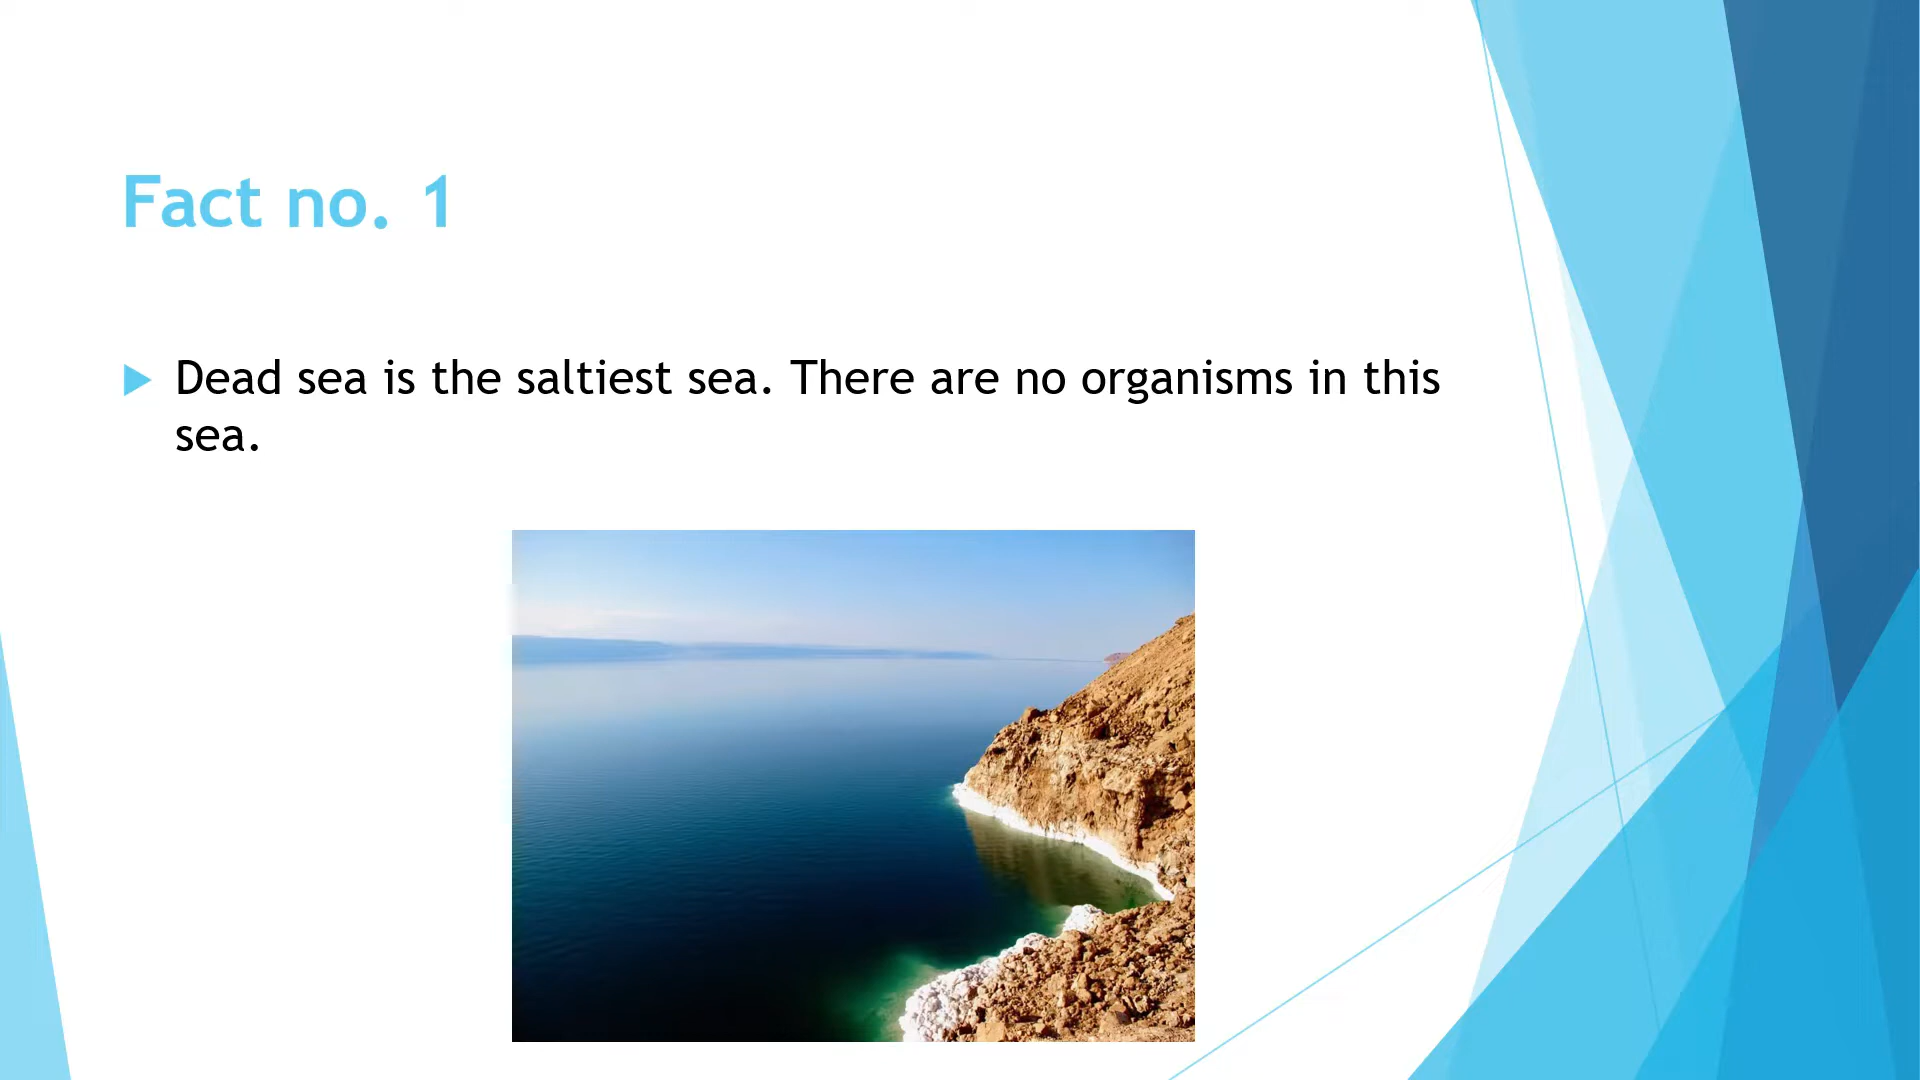 Fact no. 1
Dead sea is the saltiest sea. There are no organisms in this
sea.